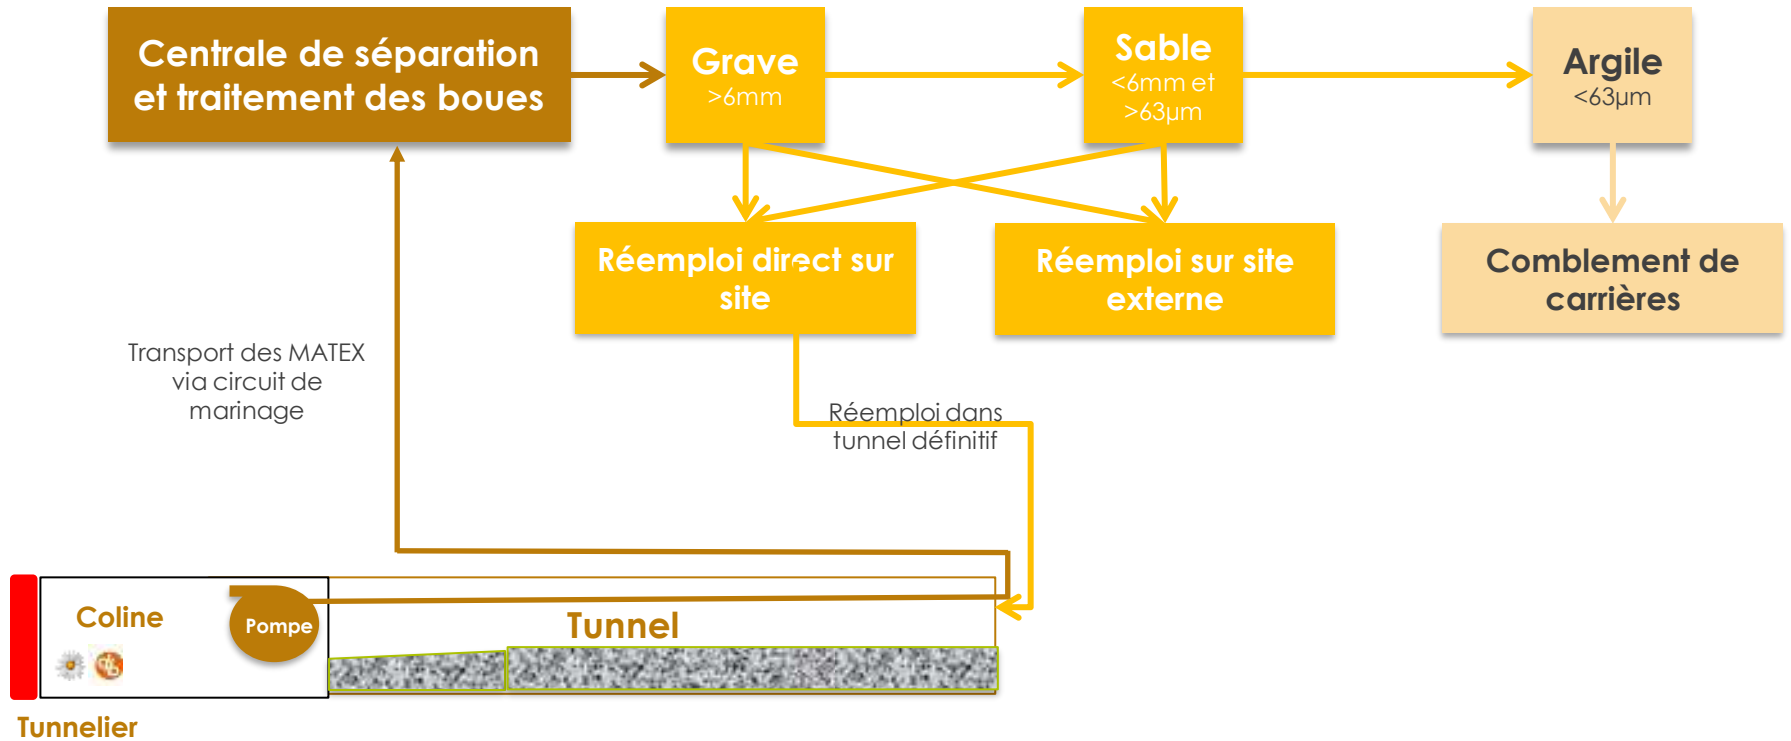 Centrale de séparation
et traitement des boues
Grave
>6mm
Sable
<6mm et
>63µm
Argile
<63µm
Réemploi direct sur
site
Réemploi sur site
externe
Comblement de
carrières
Transport des MATEX
via circuit de
marinage
Réemploi dans
tunnel définitif
Coline
Pompe
Tunnel
Tunnelier